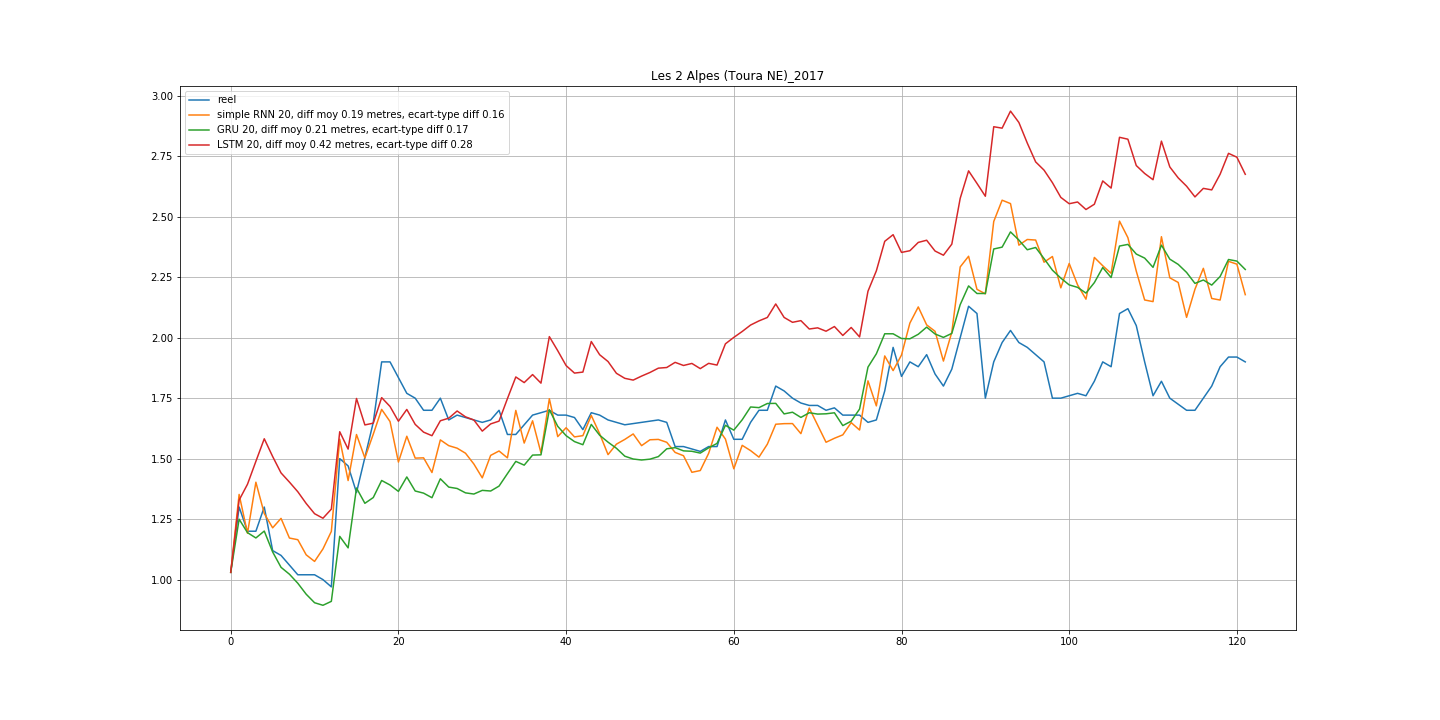 Les 2 Alpes (Toura NE)_2017
reel
simple RNN 20, diff moy 0.19 metres, ecart-type diff 0.16
GRU 20, diff moy 0.21 metres, ecart-type diff 0.17
LSTM 20, diff moy 0.42 metres, ecart-type diff 0.28
3.00
2.75
2.50
2.25
2.00
1.75
1.50
1.25
1.00
0 20 40 60 80 100 120